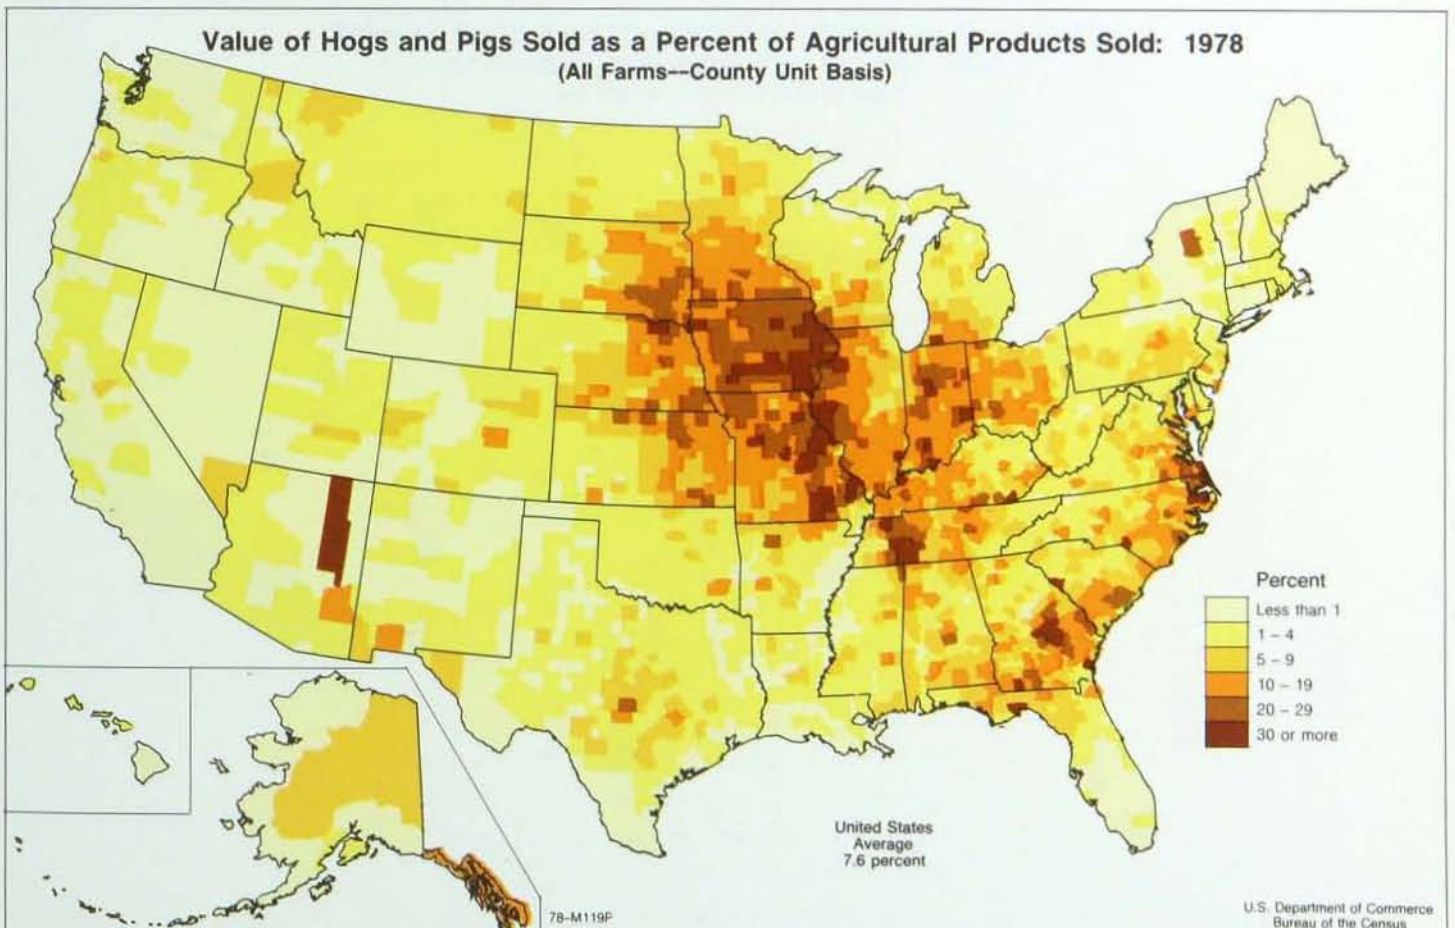 Value of Hogs and Pigs Sold as a Percent of Agricultural Products Sold: 1978
(All Farms--County Unit Basis)
Percent
Less than 1
1 – 4
5 – 9
10 – 19
20 – 29
30 or more
United States
Average
7.6 percent
78-M119P
U.S. Department of Commerce
Bureau of the Census